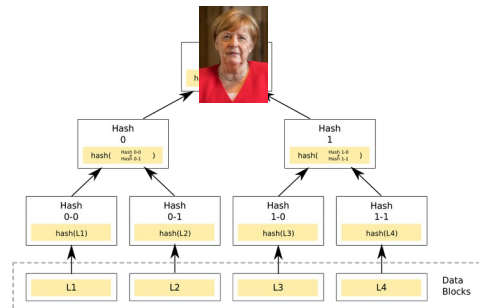 h
Hash
0
hash( Hash 0-0
Hash 0-1 )
Hash
1
hash( Hash 1-0
Hash 1-1 )
Hash
0-0
hash(L1)
Hash
0-1
hash(L2)
Hash
1-0
hash(L3)
Hash
1-1
hash(L4)
L1
L2
L3
L4
Data
Blocks